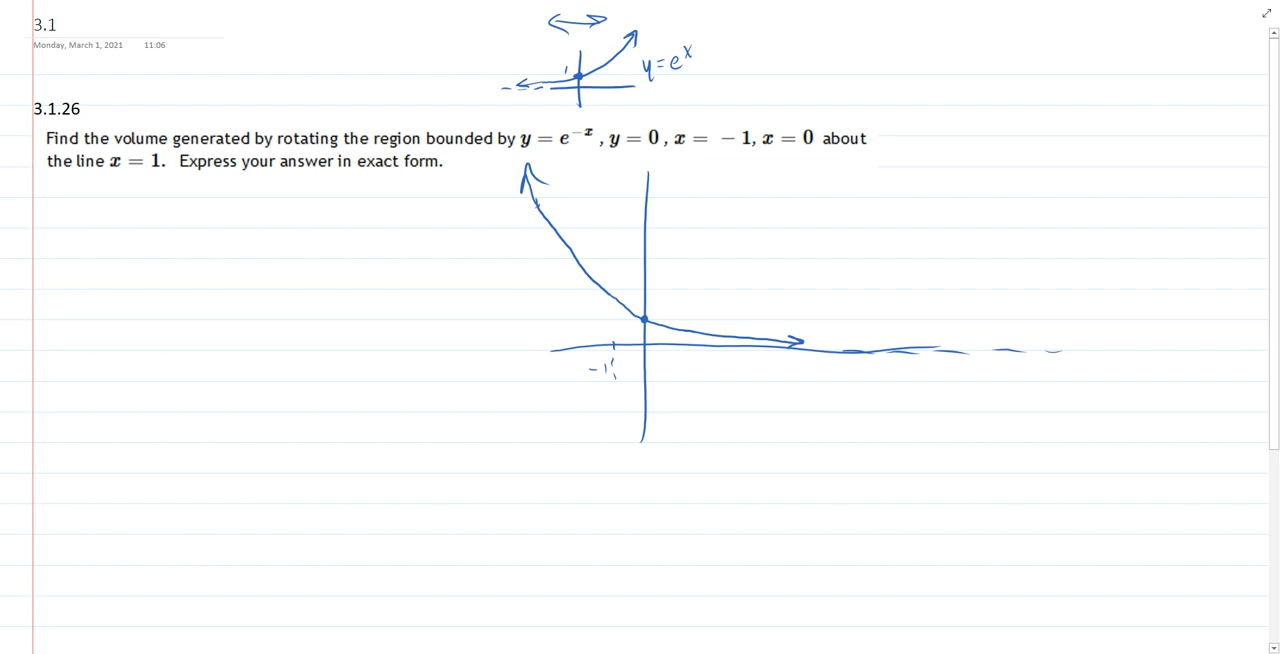 3.1
Monday, March 1, 2021 11:06
1
y=e^x
3.1.26
Find the volume generated by rotating the region bounded by y = e^{-x}, y = 0, x = -1, x = 0 about
the line x = 1. Express your answer in exact form.
-1